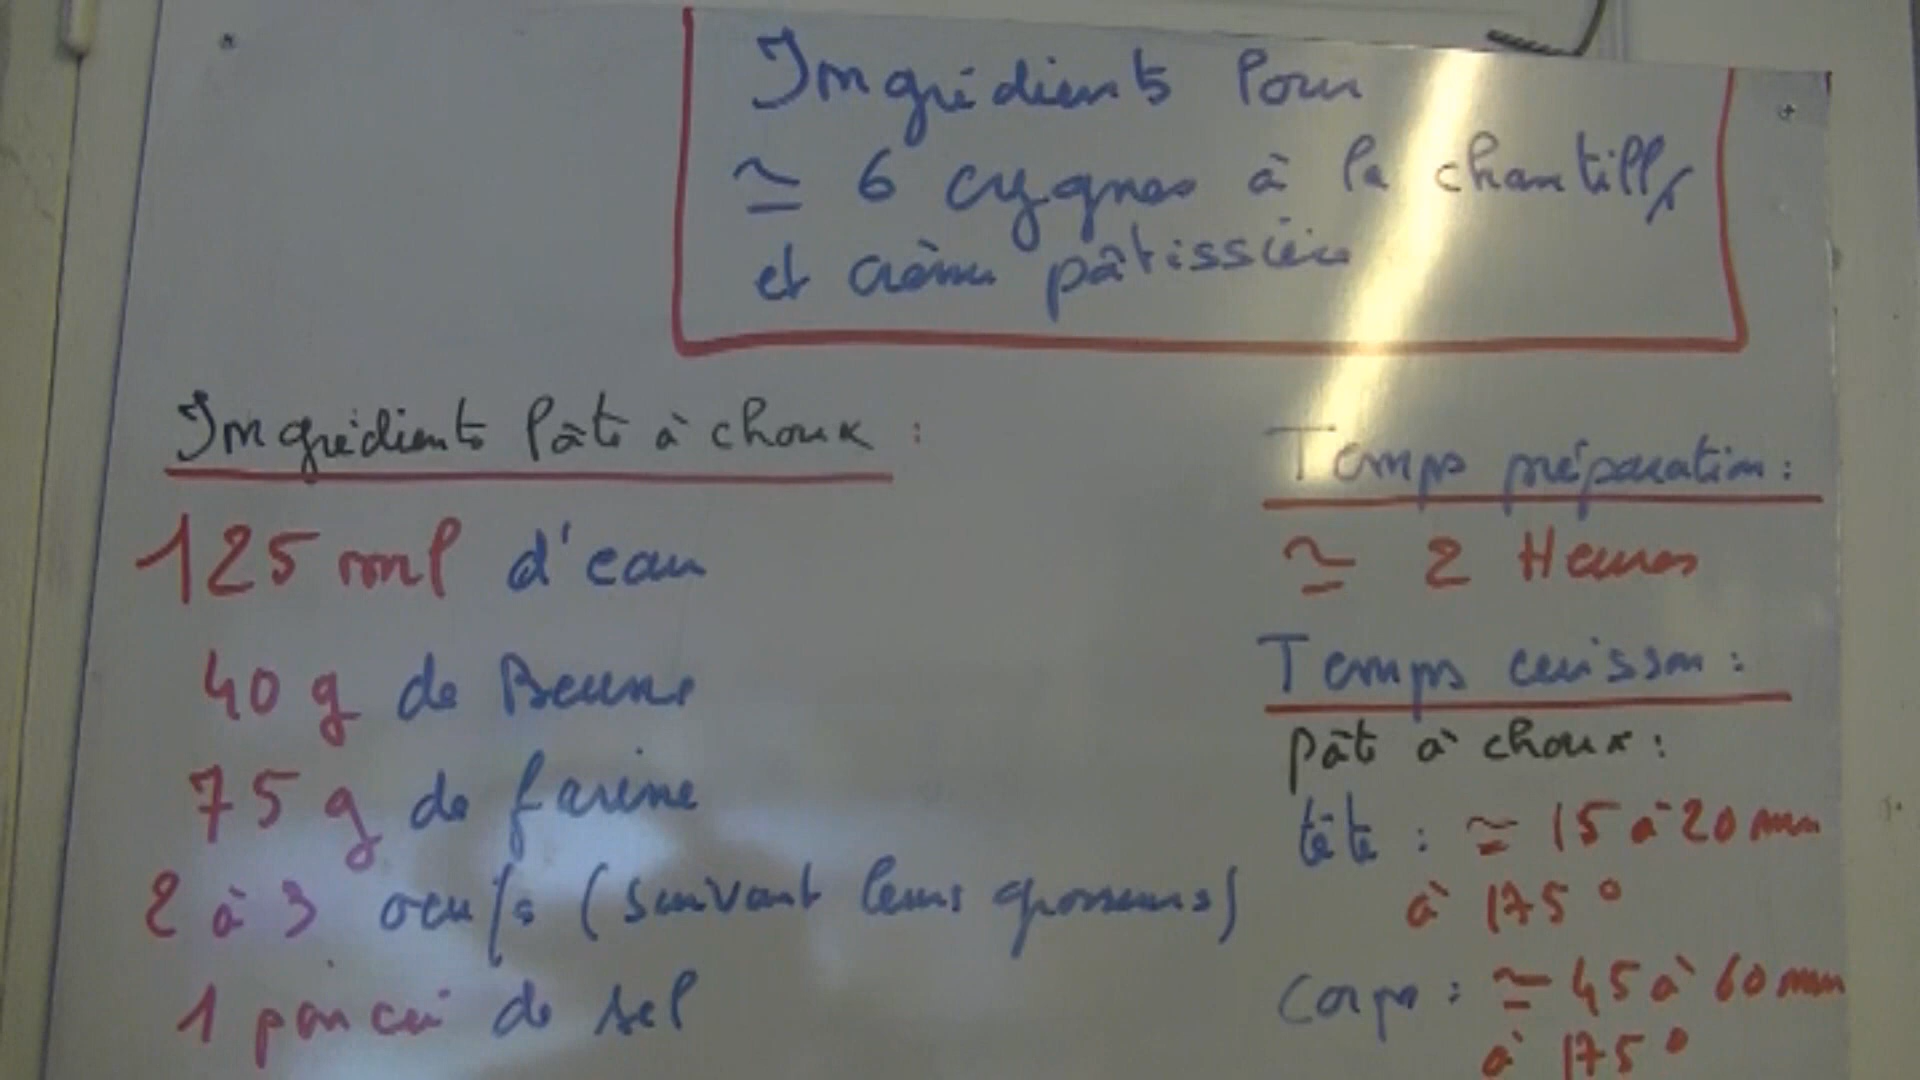 Ingrédients Pour
≃ 6 cygnes à la chantilly
et crème pâtissière
Ingrédients Pâte à choux :
125 ml d'eau
40 g de Beurre
75 g de farine
2 à 3 oeufs (suivant leurs grosseurs)
1 pincée de sel
Temps préparation :
≃ 2 Heures
Temps cuisson :
pâte à choux :
tête : ≃ 15 à 20 mn
à 175 °
Corps : ≃ 45 à 60 mn
à 175 °